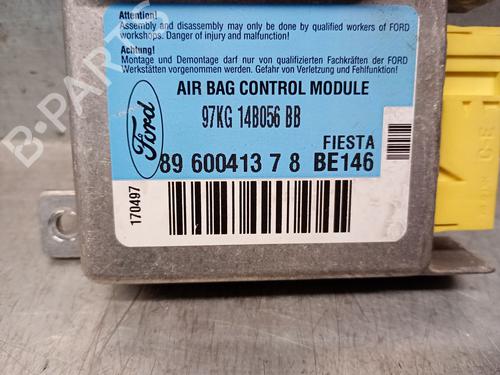 Attention!
Assembly and disassembly may only be done by qualified workers of FORD
workshops. Danger of injury and malfunction!
Achtung!
Montage und Demontage darf nur von qualifizierten Fachkräften der FORD
Werkstätten vorgenommen werden. Gefahr von Verletzung und Fehlfunktion!
AIR BAG CONTROL MODULE
97KG 14B056 BB
Ford
FIESTA
89 600413 7 8 BE146
170497
B-PARTS